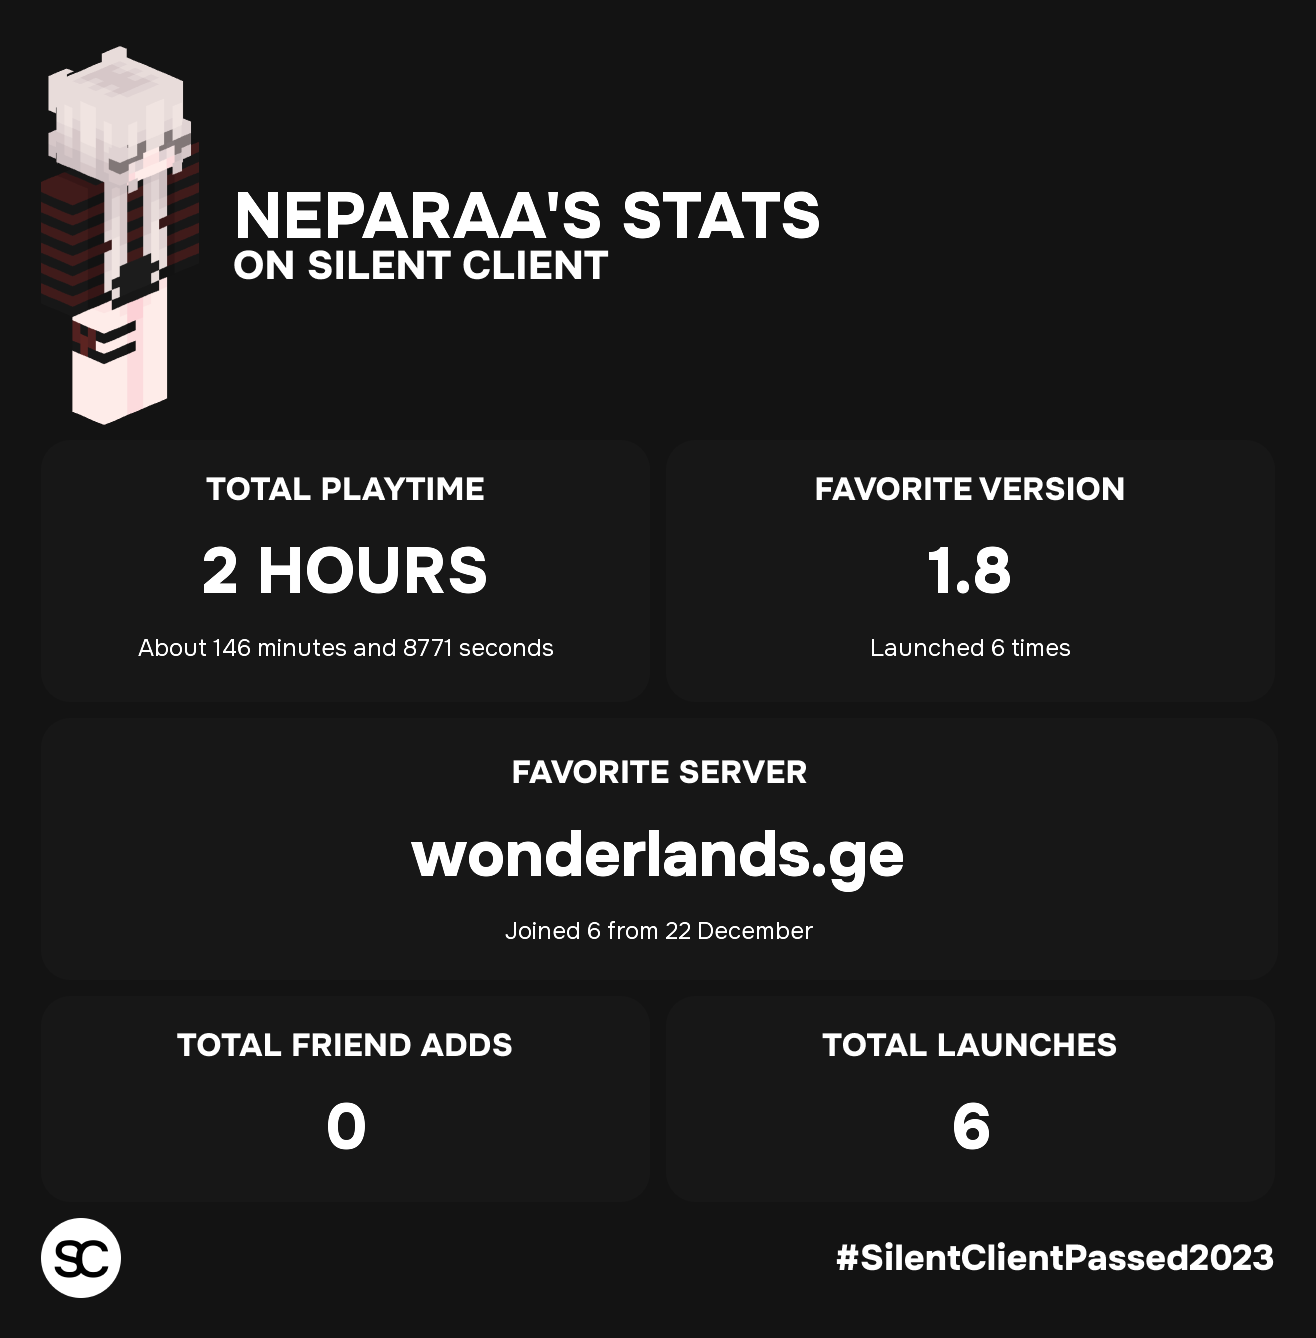 NEPARAA'S STATS
ON SILENT CLIENT
TOTAL PLAYTIME
2 HOURS
About 146 minutes and 8771 seconds
FAVORITE VERSION
1.8
Launched 6 times
FAVORITE SERVER
wonderlands.ge
Joined 6 from 22 December
TOTAL FRIEND ADDS
0
TOTAL LAUNCHES
6
SC
#SilentClientPassed2023